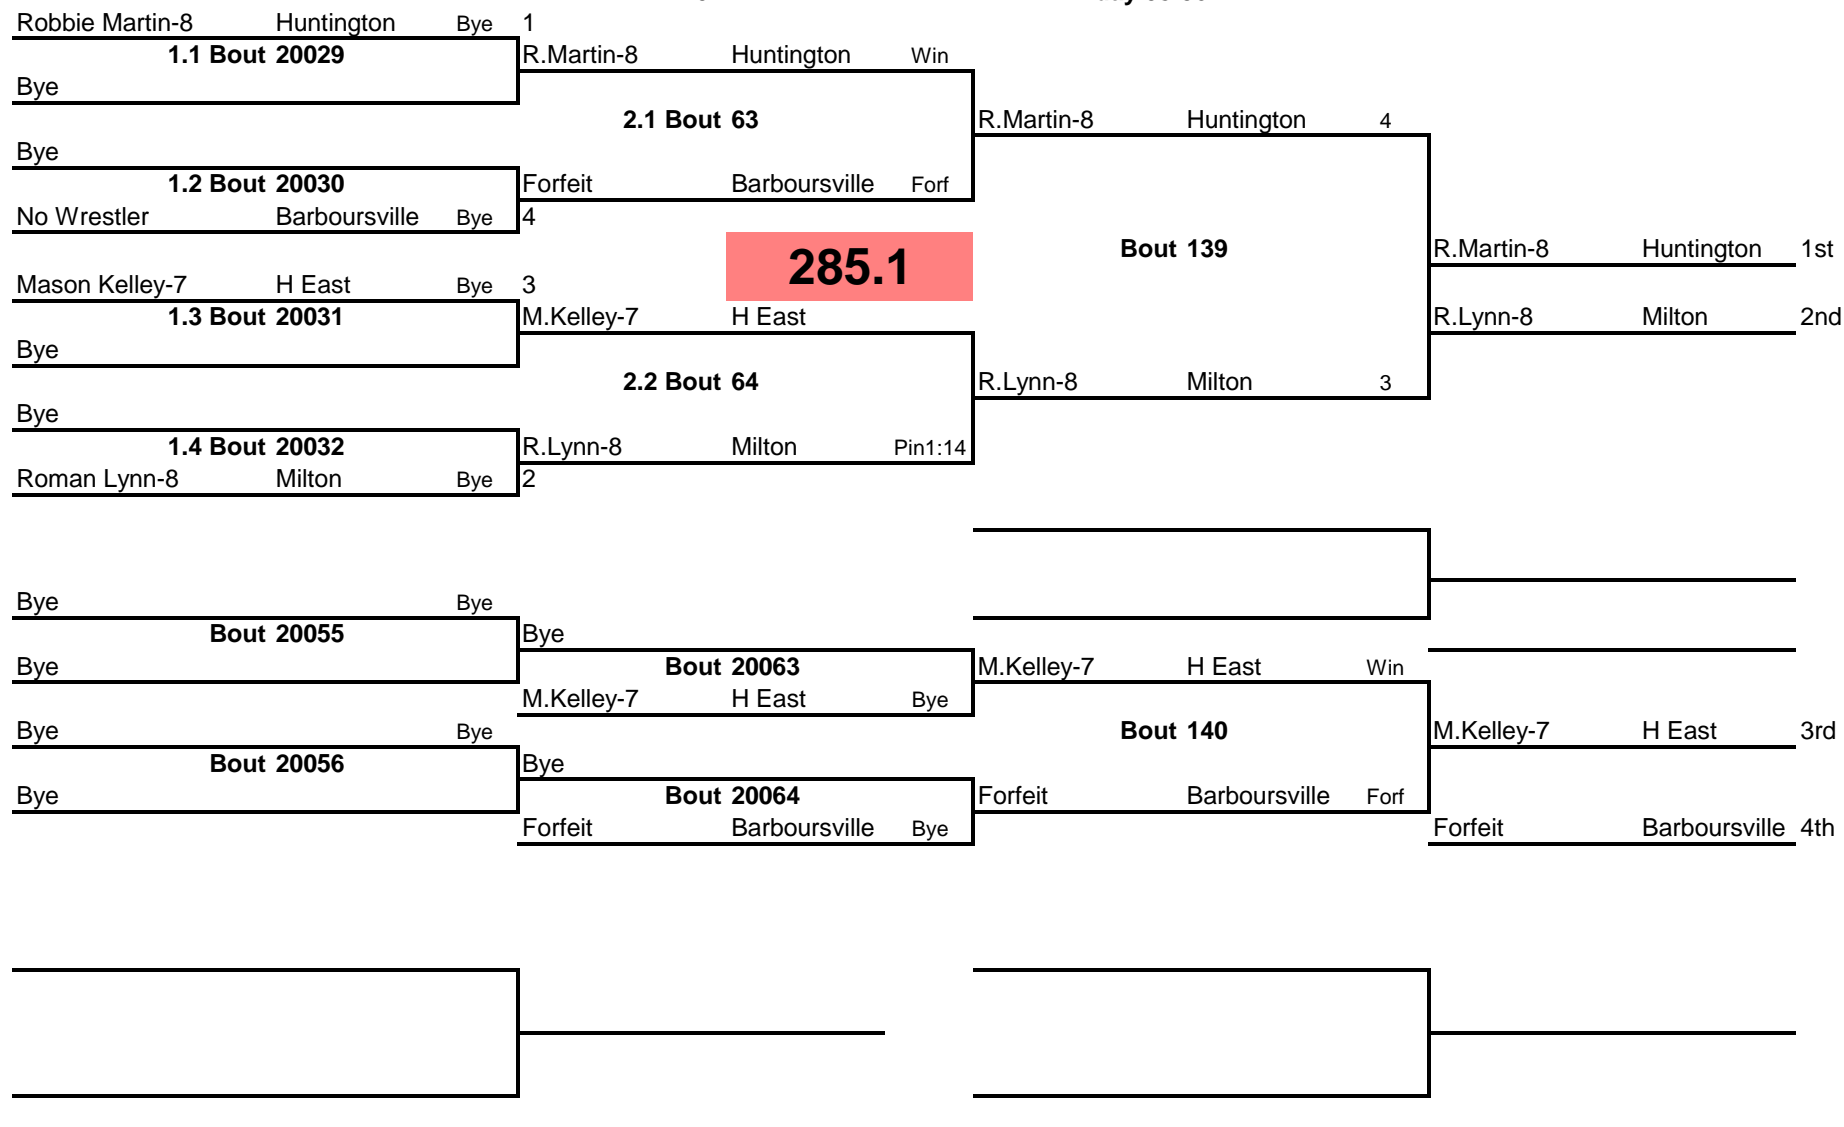 Robbie Martin-8 Huntington Bye 1
1.1 Bout 20029 R.Martin-8 Huntington Win
Bye
2.1 Bout 63 R.Martin-8 Huntington 4
Bye
1.2 Bout 20030 Forfeit Barboursville Forf
No Wrestler Barboursville Bye 4
285.1 Bout 139 R.Martin-8 Huntington 1st
Mason Kelley-7 H East Bye 3
1.3 Bout 20031 M.Kelley-7 H East R.Lynn-8 Milton 2nd
Bye
2.2 Bout 64 R.Lynn-8 Milton 3
Bye
1.4 Bout 20032 R.Lynn-8 Milton Pin1:14
Roman Lynn-8 Milton Bye 2
Bye Bye
Bout 20055 Bye
Bye Bout 20063 M.Kelley-7 H East Win
M.Kelley-7 H East Bye
Bye Bye Bout 140 M.Kelley-7 H East 3rd
Bout 20056 Bye
Bye Bout 20064 Forfeit Barboursville Forf
Forfeit Barboursville Bye Forfeit Barboursville 4th